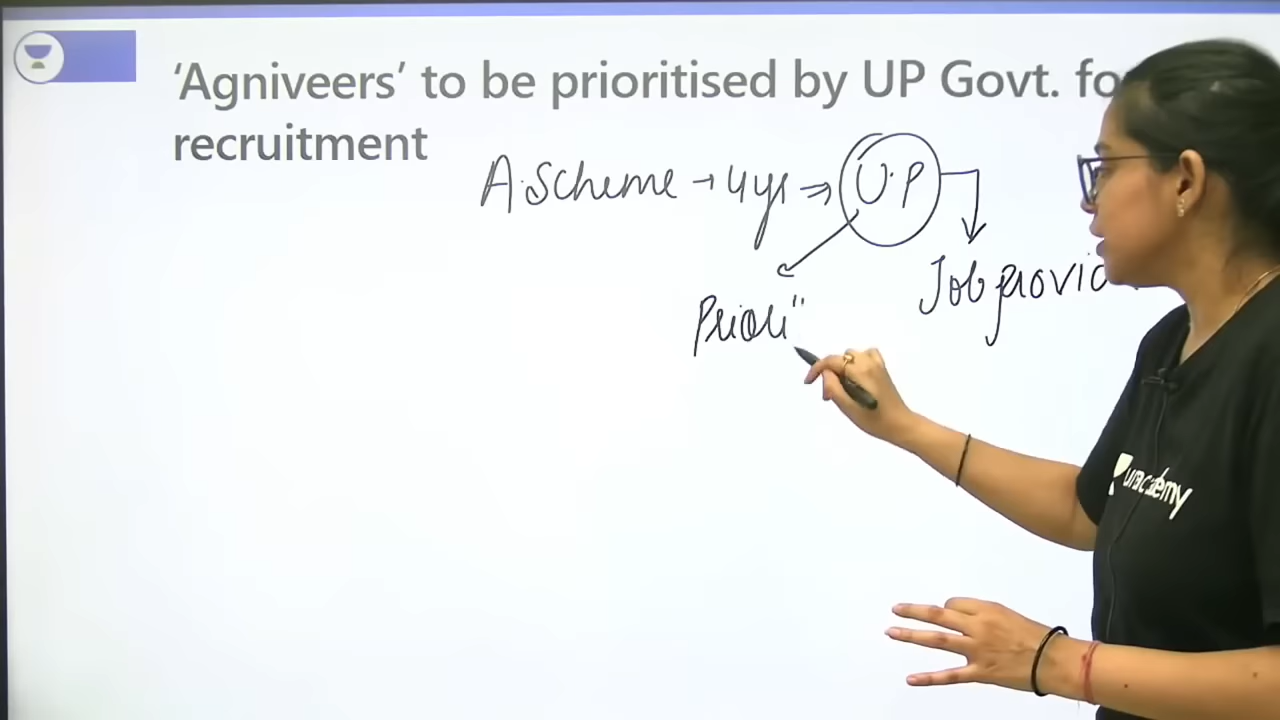 ‘Agniveers’ to be prioritised by UP Govt. fo
recruitment
A.Scheme → 4yr ⇒ U.P
Job provid
Priori"
unacademy